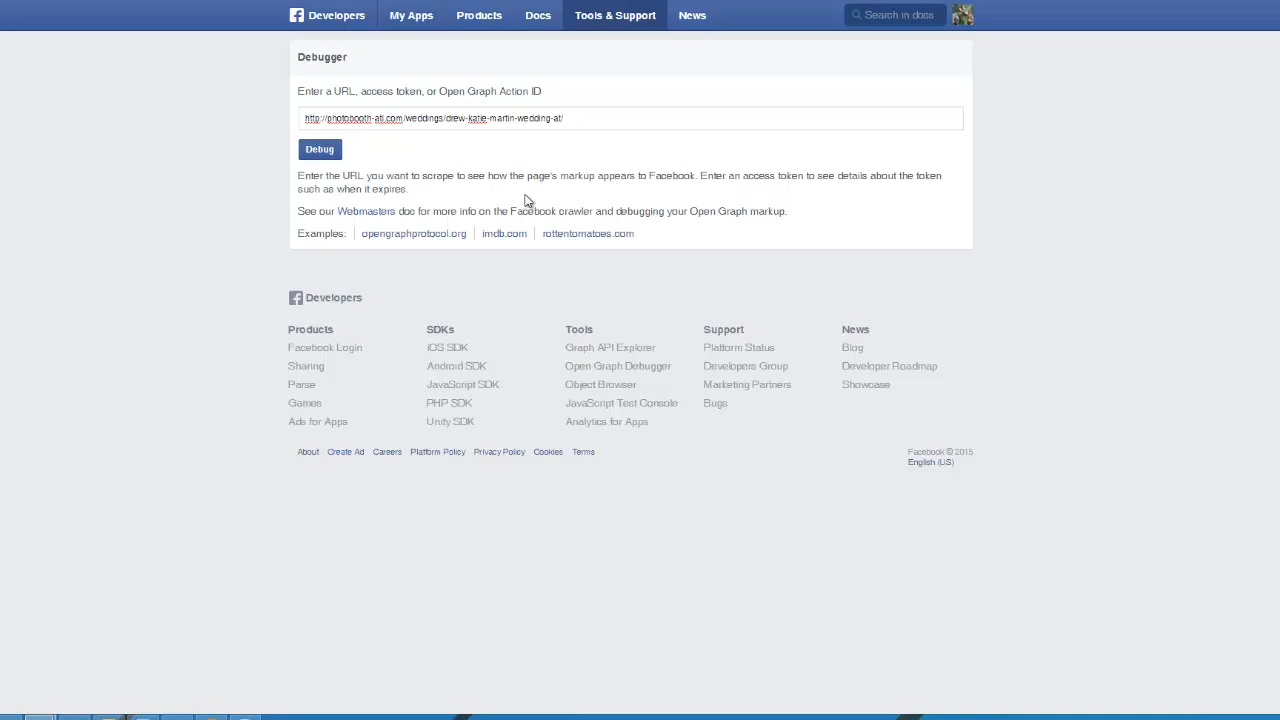 Developers My Apps Products Docs Tools & Support News Search in docs
Debugger
Enter a URL, access token, or Open Graph Action ID
http://photobooth-atl.com/weddings/drew-katie-martin-wedding-at/
Debug
Enter the URL you want to scrape to see how the page's markup appears to Facebook. Enter an access token to see details about the token
such as when it expires.
See our Webmasters doc for more info on the Facebook crawler and debugging your Open Graph markup.
Examples: opengraphprotocol.org imdb.com rottentomatoes.com
Developers
Products SDKs Tools Support News
Facebook Login iOS SDK Graph API Explorer Platform Status Blog
Sharing Android SDK Open Graph Debugger Developers Group Developer Roadmap
Parse JavaScript SDK Object Browser Marketing Partners Showcase
Games PHP SDK JavaScript Test Console Bugs
Ads for Apps Unity SDK Analytics for Apps
About Create Ad Careers Platform Policy Privacy Policy Cookies Terms Facebook © 2015
English (US)